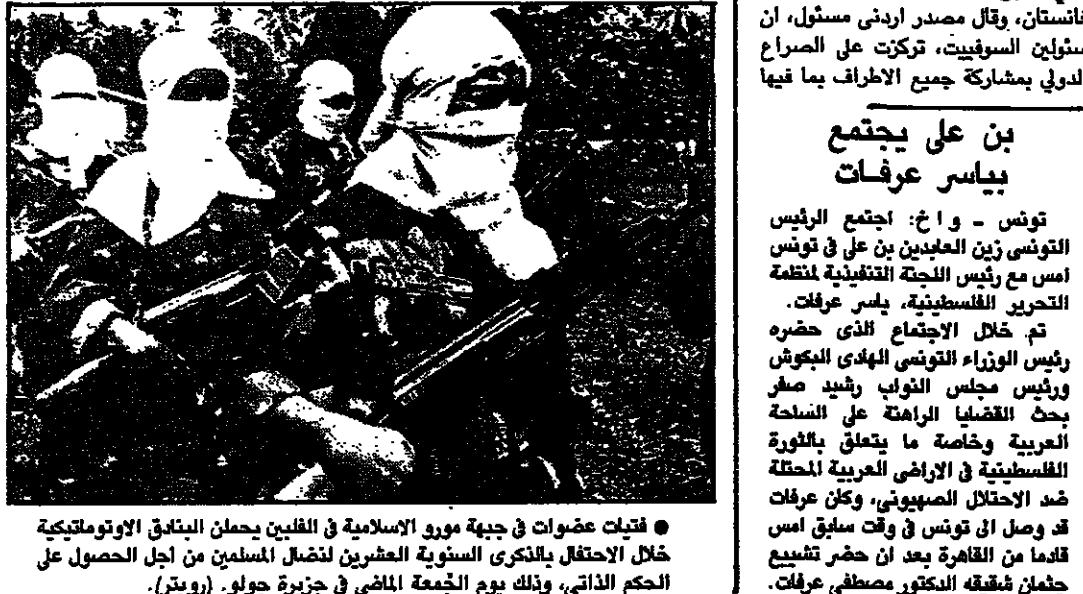 فانستان، وقال مصدر اردنى مسئول، ان
سئولين السوفييت، تركزت على الصراع
لدولي بمشاركة جميع الاطراف بما فيها
بن على يجتمع
بياسر عرفـات
تونس ـ و ا خ: اجتمع الرئيس
التونسى زين العابدين بن على في تونس
امس مع رئيس اللجنة التنفيذية لمنظمة
التحرير الفلسطينية، ياسر عرفات.
تم خلال الاجتماع الذى حضره
رئيس الوزراء التونسى الهادى البكوش
ورئيس مجلس النواب رشيد صفر
بحث القضايا الراهنة على الساحة
العربية وخاصة ما يتعلق بالثورة
الفلسطينية في الاراضى العربية المحتلة
ضد الاحتلال الصهيونى، وكان عرفات
قد وصل الى تونس في وقت سابق امس
قادما من القاهرة بعد ان حضر تشييع
جثمان شقيقه الدكتور مصطفى عرفات.
● فتيات عضوات في جبهة مورو الاسلامية في الفلبين يحملن البنادق الاوتوماتيكية
خلال الاحتفال بالذكرى السنوية العشرين لنضال المسلمين من اجل الحصول على
الحكم الذاتي، وذلك يوم الجمعة الماضى في جزيرة جولو. (رويتر).